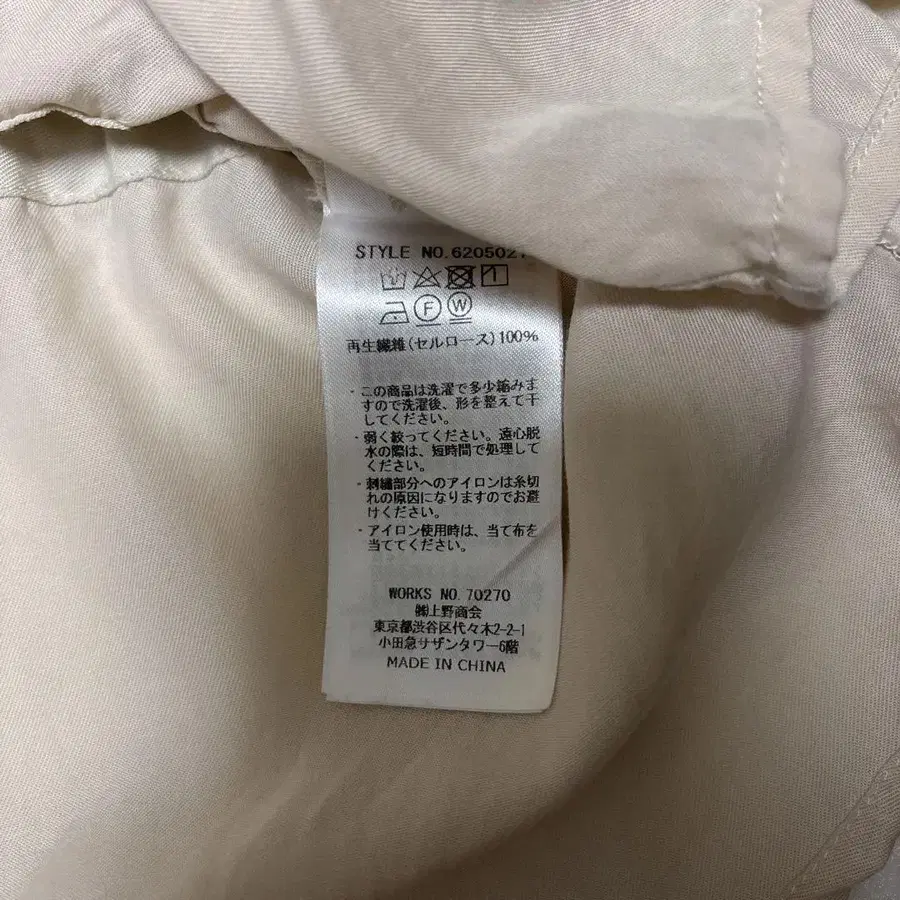 STYLE NO.620502
F W
再生繊維(セルロース)100%
・この商品は洗濯で多少縮みま
すので洗濯後、形を整えて干
してください。
・弱く絞ってください。遠心脱
水の際は、短時間で処理して
ください。
・刺繍部分へのアイロンは糸切
れの原因になりますのでお避
けください。
・アイロン使用時は、当て布を
当ててください。
WORKS NO.70270
㈱上野商会
東京都渋谷区代々木2-2-1
小田急サザンタワー6階
MADE IN CHINA